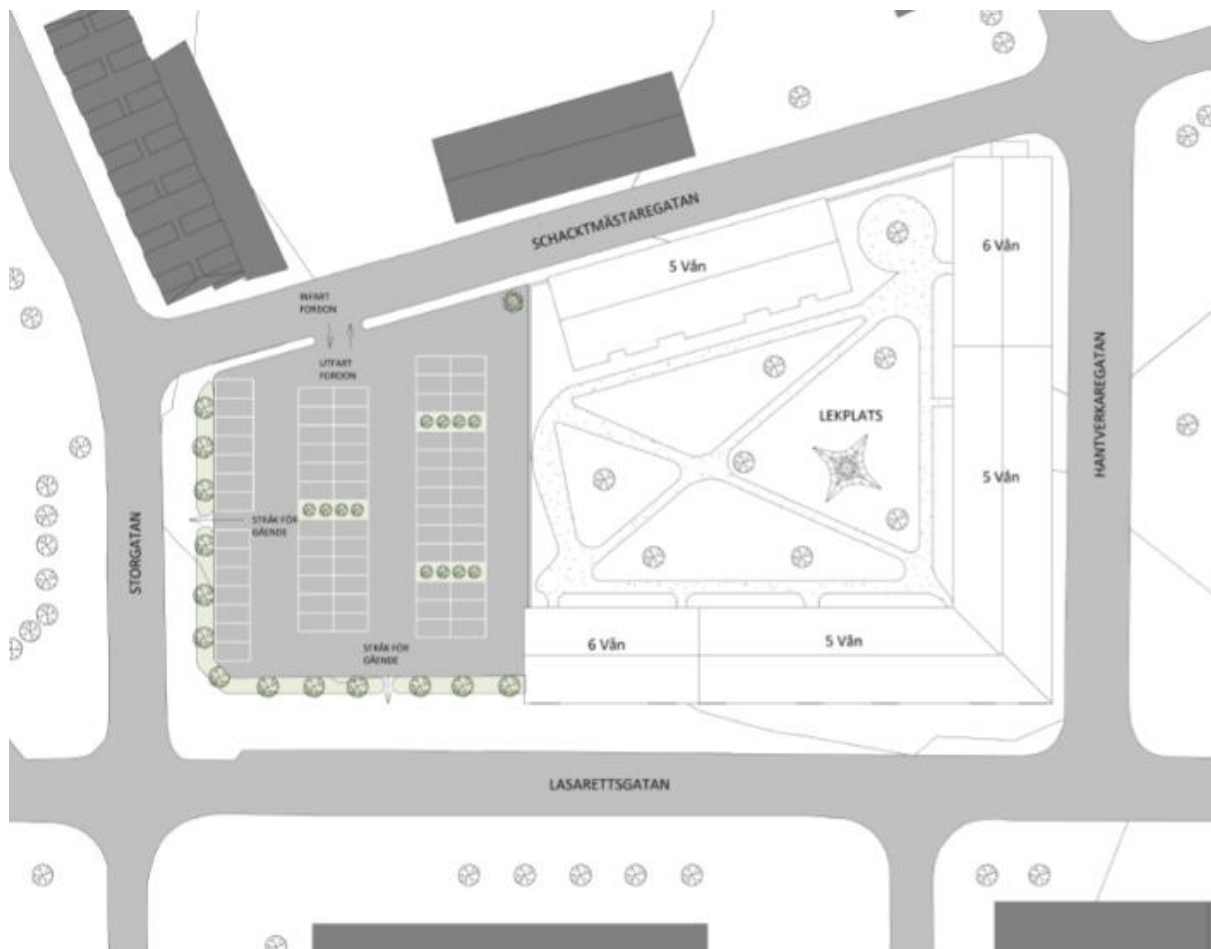 SCHACKTMÄSTAREGATAN
6 Vån
5 Vån
INFART
FORDON
UTFART
FORDON
HANTVERKAREGATAN
LEKPLATS
5 Vån
STRÅK FÖR
GÅENDE
STORGATAN
STRÅK FÖR
GÅENDE
6 Vån
5 Vån
LASARETTSGATAN